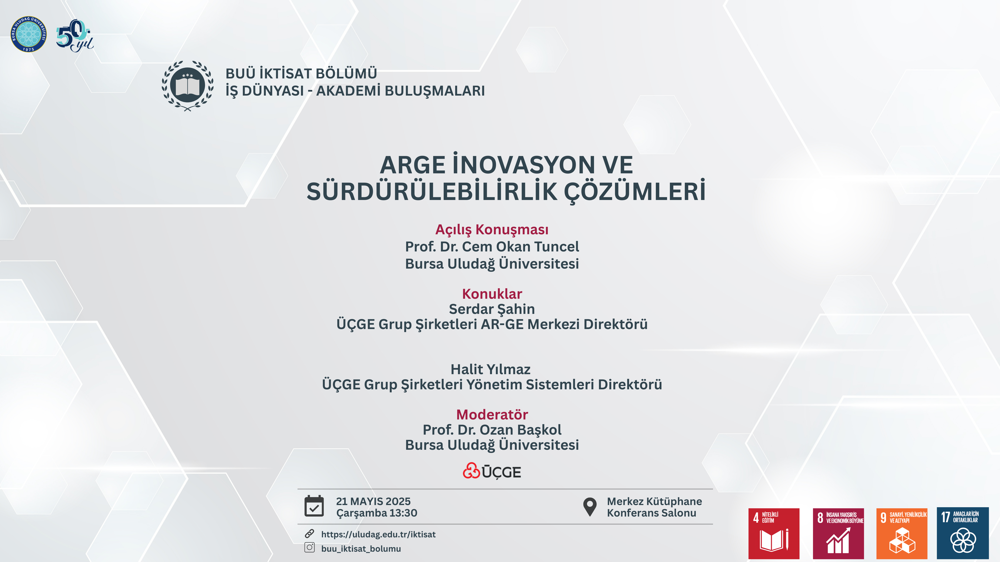 BURSA ULUDAĞ ÜNİVERSİTESİ
1975
50.
yıl
BUÜ İKTİSAT BÖLÜMÜ
İŞ DÜNYASI - AKADEMİ BULUŞMALARI
ARGE İNOVASYON VE
SÜRDÜRÜLEBİLİRLİK ÇÖZÜMLERİ
Açılış Konuşması
Prof. Dr. Cem Okan Tuncel
Bursa Uludağ Üniversitesi
Konuklar
Serdar Şahin
ÜÇGE Grup Şirketleri AR-GE Merkezi Direktörü
Halit Yılmaz
ÜÇGE Grup Şirketleri Yönetim Sistemleri Direktörü
Moderatör
Prof. Dr. Ozan Başkol
Bursa Uludağ Üniversitesi
ÜÇGE
21 MAYIS 2025
Çarşamba 13:30
Merkez Kütüphane
Konferans Salonu
https://uludag.edu.tr/iktisat
buu_iktisat_bolumu
4 NİTELİKLİ
EĞİTİM
8 İNSANA YAKIŞIR İŞ
VE EKONOMİK BÜYÜME
9 SANAYİ, YENİLİKÇİLİK
VE ALTYAPI
17 AMAÇLAR İÇİN
ORTAKLIKLAR